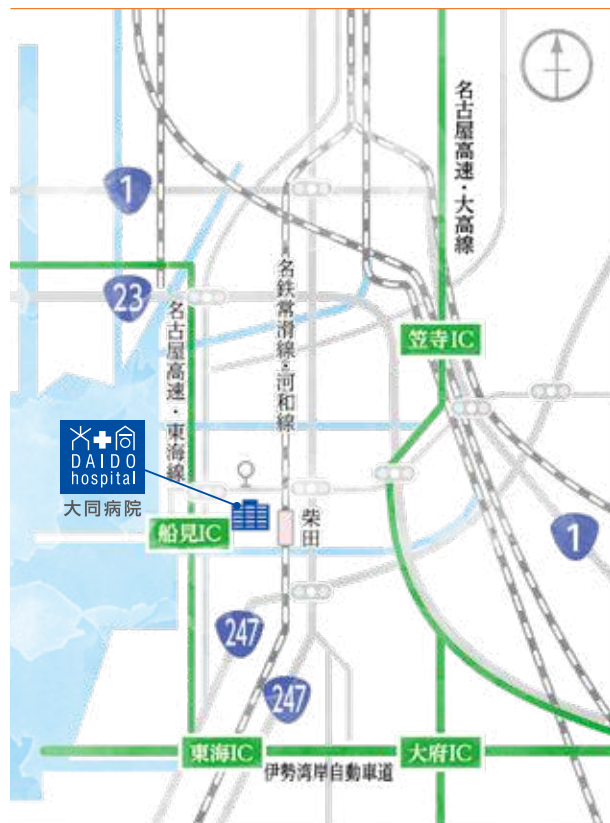 名古屋高速・大高線
1
23
名古屋高速・東海線
名鉄常滑線・河和線
笠寺IC
大同
DAIDO
hospital
大同病院
船見IC
柴田
1
247
247
東海IC
大府IC
伊勢湾岸自動車道